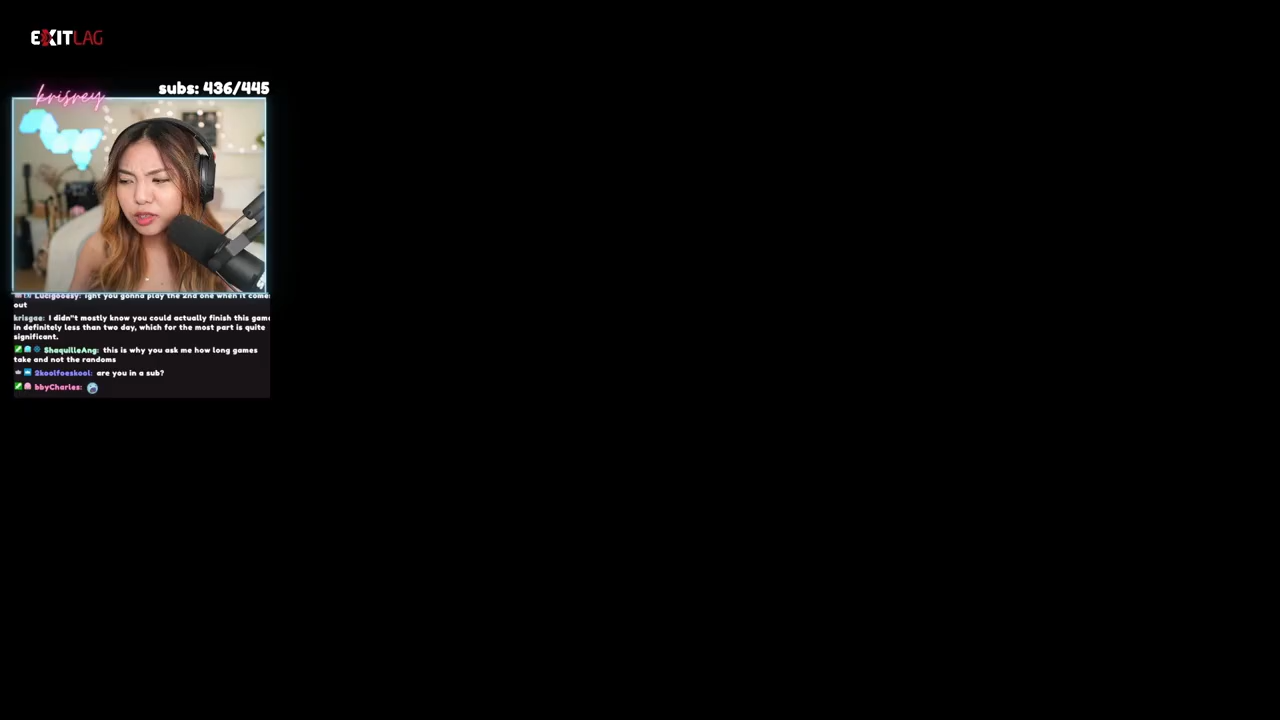 EXITLAG
subs: 436/445
krisrey
Lucigooesy: ight you gonna play the 2nd one when it comes
out
krisgae: I didn"t mostly know you could actually finish this game
in definitely less than two day, which for the most part is quite
significant.
ShaquilleAng: this is why you ask me how long games
take and not the randoms
2koolfoeskool: are you in a sub?
bbyCharles: